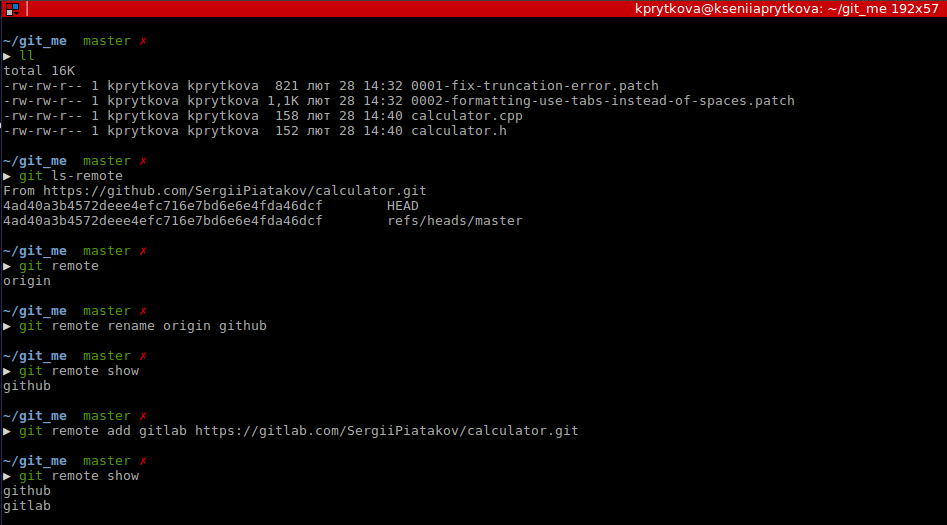 kprytkova@kseniiaprytkova: ~/git_me 192x57
~/git_me  master ✗
▶ ll
total 16K
-rw-rw-r-- 1 kprytkova kprytkova  821 лют 28 14:32 0001-fix-truncation-error.patch
-rw-rw-r-- 1 kprytkova kprytkova 1,1K лют 28 14:32 0002-formatting-use-tabs-instead-of-spaces.patch
-rw-rw-r-- 1 kprytkova kprytkova  158 лют 28 14:40 calculator.cpp
-rw-rw-r-- 1 kprytkova kprytkova  152 лют 28 14:40 calculator.h
~/git_me  master ✗
▶ git ls-remote
From https://github.com/SergiiPiatakov/calculator.git
4ad40a3b4572deee4efc716e7bd6e6e4fda46dcf        HEAD
4ad40a3b4572deee4efc716e7bd6e6e4fda46dcf        refs/heads/master
~/git_me  master ✗
▶ git remote
origin
~/git_me  master ✗
▶ git remote rename origin github
~/git_me  master ✗
▶ git remote show
github
~/git_me  master ✗
▶ git remote add gitlab https://gitlab.com/SergiiPiatakov/calculator.git
~/git_me  master ✗
▶ git remote show
github
gitlab